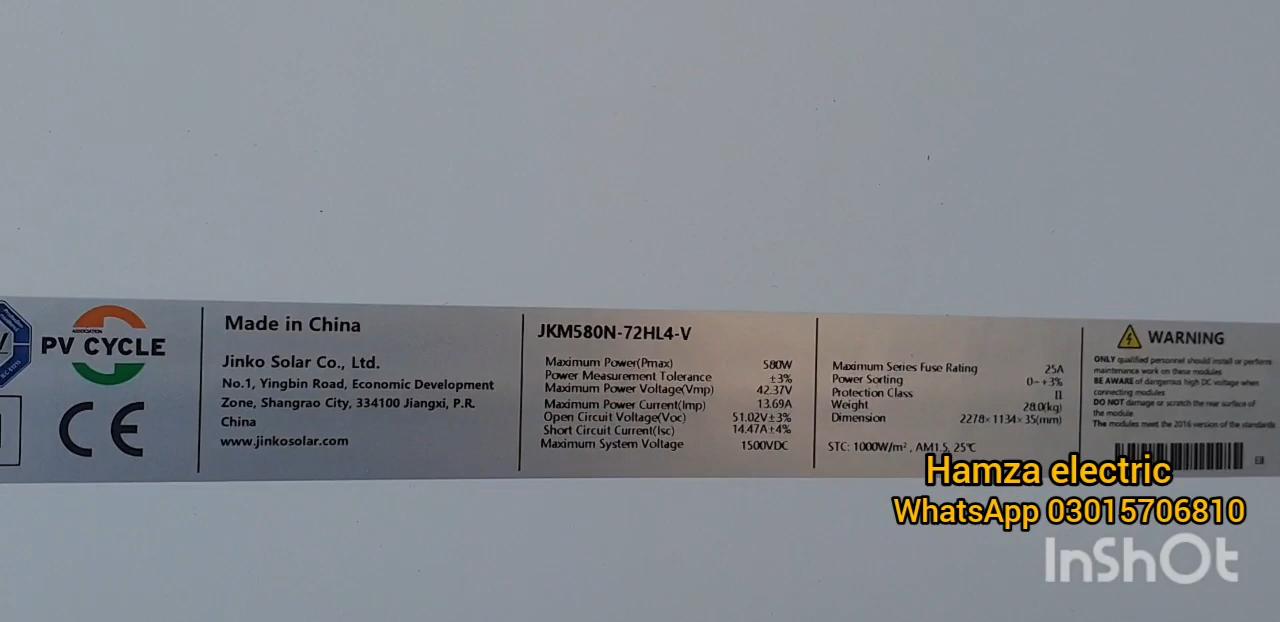 ASSOCIATION
PV CYCLE
CE
Made in China
Jinko Solar Co., Ltd.
No.1, Yingbin Road, Economic Development
Zone, Shangrao City, 334100 Jiangxi, P.R.
China
www.jinkosolar.com
JKM580N-72HL4-V
Maximum Power(Pmax) 580W
Power Measurement Tolerance ±3%
Maximum Power Voltage(Vmp) 42.37V
Maximum Power Current(Imp) 13.69A
Open Circuit Voltage(Voc) 51.02V±3%
Short Circuit Current(Isc) 14.47A±4%
Maximum System Voltage 1500VDC
Maximum Series Fuse Rating 25A
Power Sorting 0~+3%
Protection Class II
Weight 28.0(kg)
Dimension 2278×1134×35(mm)
STC: 1000W/m², AM1.5, 25℃
WARNING
ONLY qualified personnel should install or perform
maintenance work on these modules
BE AWARE of dangerous high DC voltage when
connecting modules
DO NOT damage or scratch the rear surface of
the module
The modules meet the 2016 version of the standards
Hamza electric
WhatsApp 03015706810
InShOt